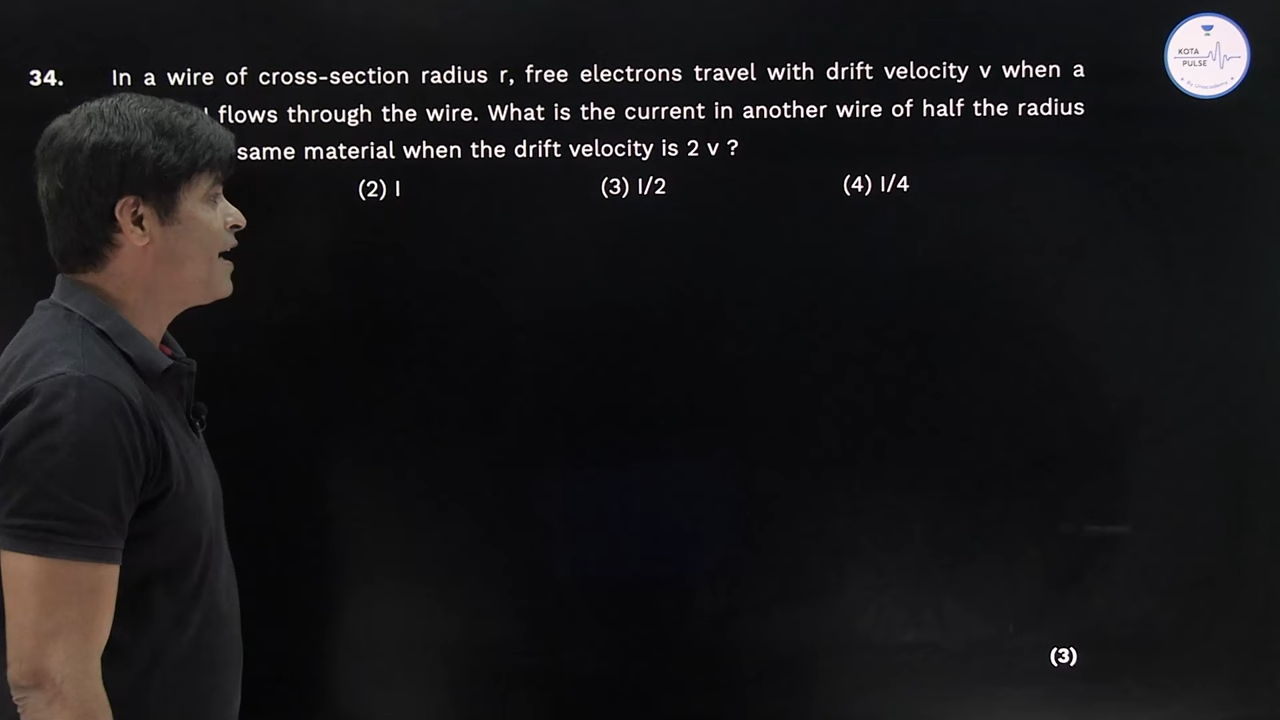 34. In a wire of cross-section radius r, free electrons travel with drift velocity v when a
I flows through the wire. What is the current in another wire of half the radius
same material when the drift velocity is 2 v ?
(2) I (3) I/2 (4) I/4
(3)
KOTA
PULSE
By Unacademy